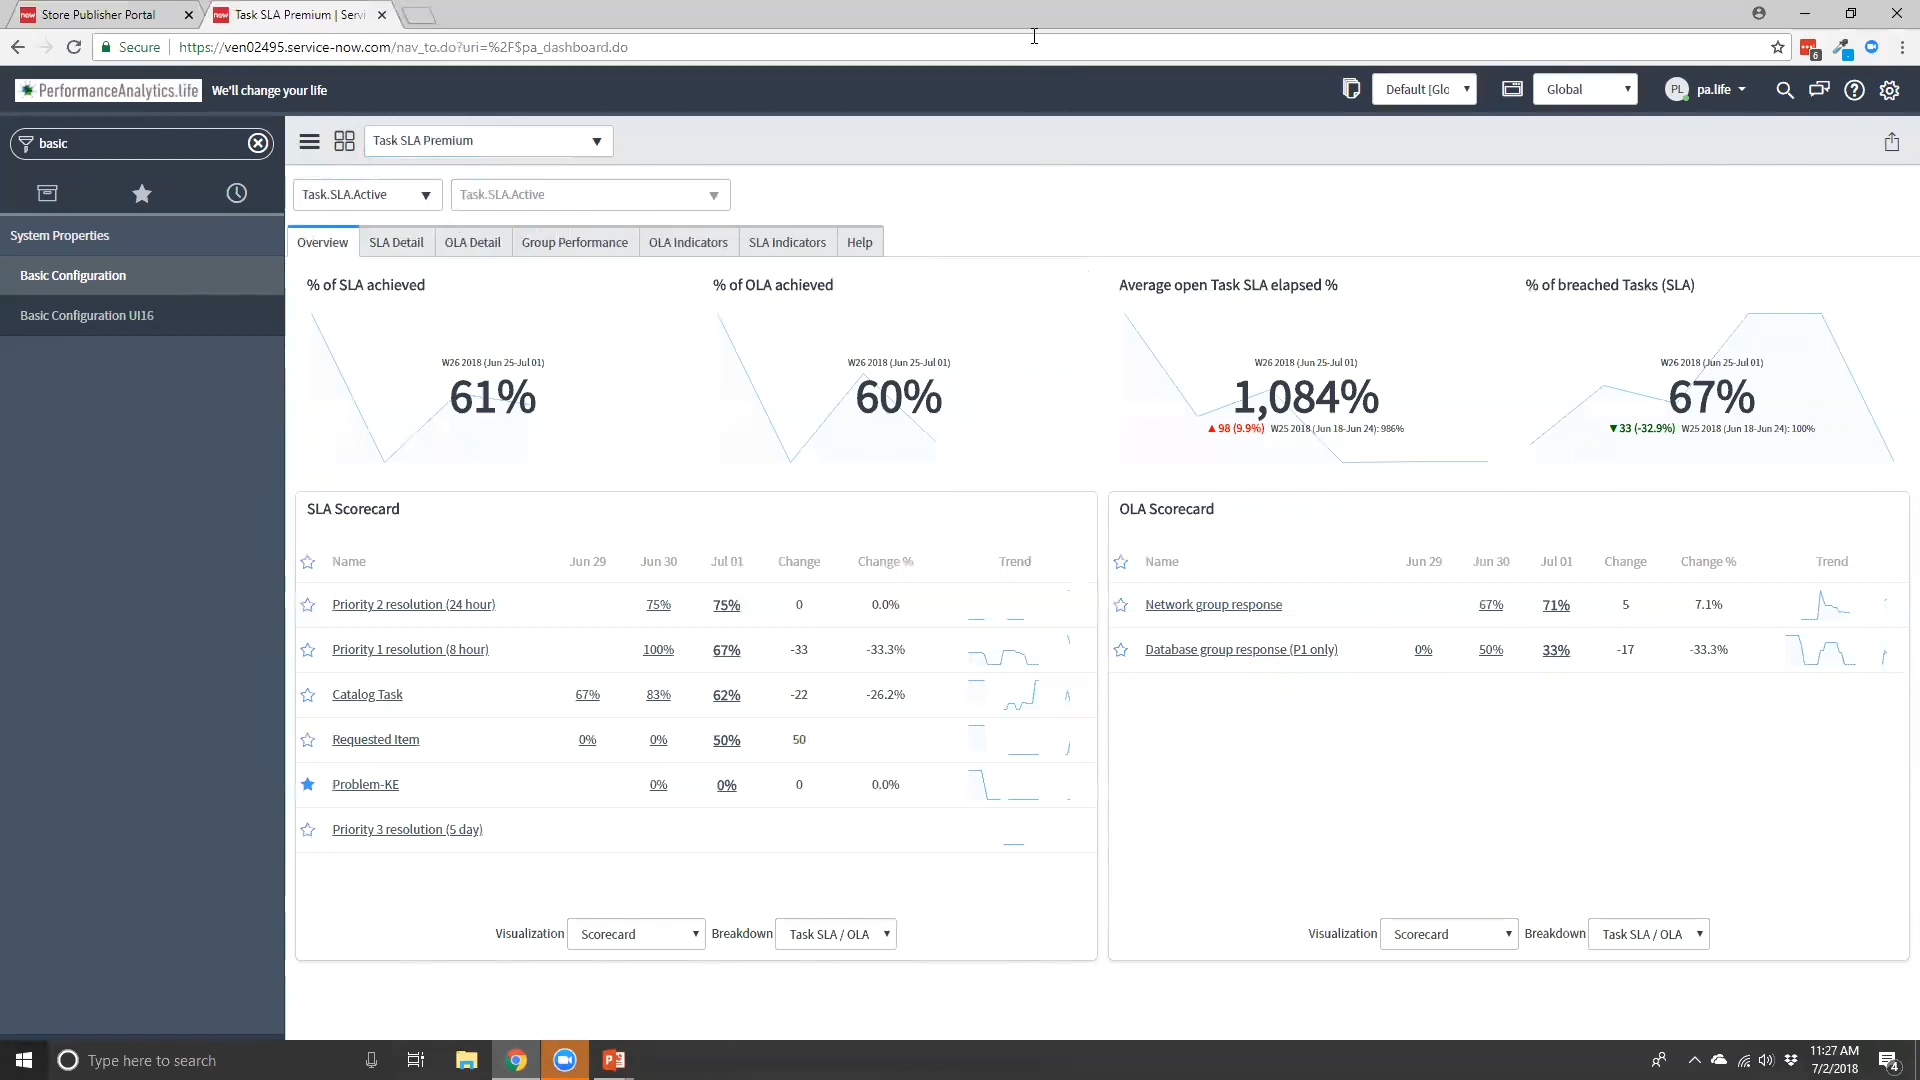 Store Publisher Portal
Task SLA Premium | Servi
Secure
https://ven02495.service-now.com/nav_to.do?uri=%2F$pa_dashboard.do
6
PerformanceAnalytics.life
We'll change your life
Default [Glo
Global
PL
pa.life
basic
System Properties
Basic Configuration
Basic Configuration UI16
Task SLA Premium
Task.SLA.Active
Task.SLA.Active
Overview
SLA Detail
OLA Detail
Group Performance
OLA Indicators
SLA Indicators
Help
% of SLA achieved
W26 2018 (Jun 25-Jul 01)
61%
% of OLA achieved
W26 2018 (Jun 25-Jul 01)
60%
Average open Task SLA elapsed %
W26 2018 (Jun 25-Jul 01)
1,084%
▲98 (9.9%) W25 2018 (Jun 18-Jun 24): 986%
% of breached Tasks (SLA)
W26 2018 (Jun 25-Jul 01)
67%
▼33 (-32.9%) W25 2018 (Jun 18-Jun 24): 100%
SLA Scorecard
Name Jun 29 Jun 30 Jul 01 Change Change % Trend
Priority 2 resolution (24 hour) 75% 75% 0 0.0%
Priority 1 resolution (8 hour) 100% 67% -33 -33.3%
Catalog Task 67% 83% 62% -22 -26.2%
Requested Item 0% 0% 50% 50
Problem-KE 0% 0% 0 0.0%
Priority 3 resolution (5 day)
Visualization Scorecard Breakdown Task SLA / OLA
OLA Scorecard
Name Jun 29 Jun 30 Jul 01 Change Change % Trend
Network group response 67% 71% 5 7.1%
Database group response (P1 only) 0% 50% 33% -17 -33.3%
Visualization Scorecard Breakdown Task SLA / OLA
Type here to search
11:27 AM
7/2/2018
4